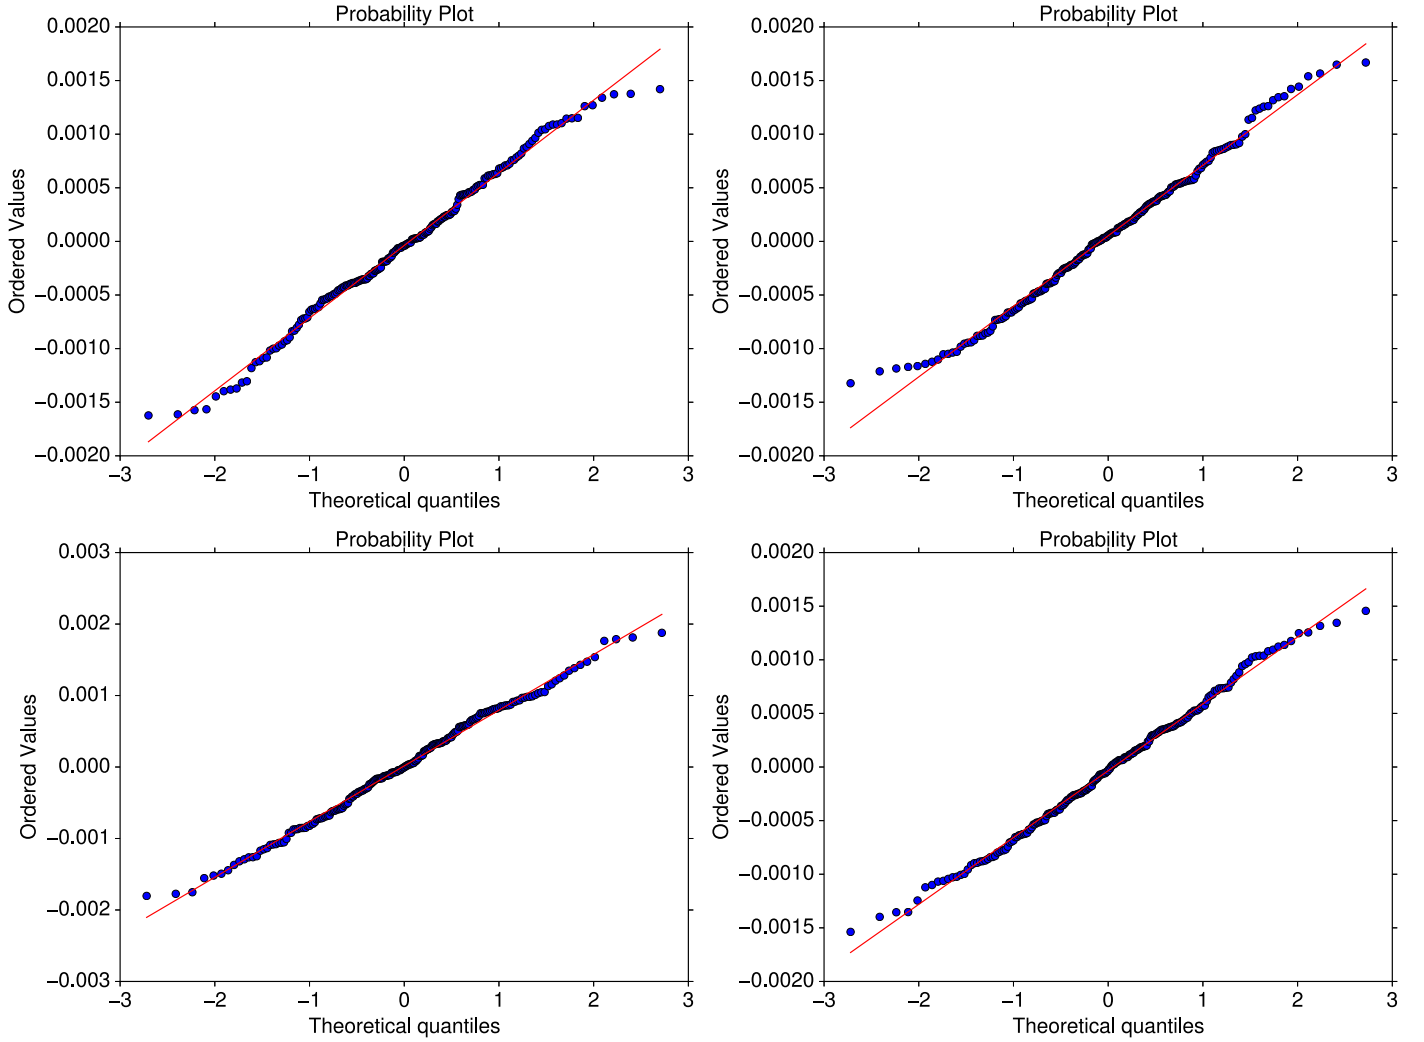 Probability Plot
Ordered Values
0.0020
0.0015
0.0010
0.0005
0.0000
−0.0005
−0.0010
−0.0015
−0.0020
−3 −2 −1 0 1 2 3
Theoretical quantiles
Probability Plot
Ordered Values
0.0020
0.0015
0.0010
0.0005
0.0000
−0.0005
−0.0010
−0.0015
−0.0020
−3 −2 −1 0 1 2 3
Theoretical quantiles
Probability Plot
Ordered Values
0.003
0.002
0.001
0.000
−0.001
−0.002
−0.003
−3 −2 −1 0 1 2 3
Theoretical quantiles
Probability Plot
Ordered Values
0.0020
0.0015
0.0010
0.0005
0.0000
−0.0005
−0.0010
−0.0015
−0.0020
−3 −2 −1 0 1 2 3
Theoretical quantiles